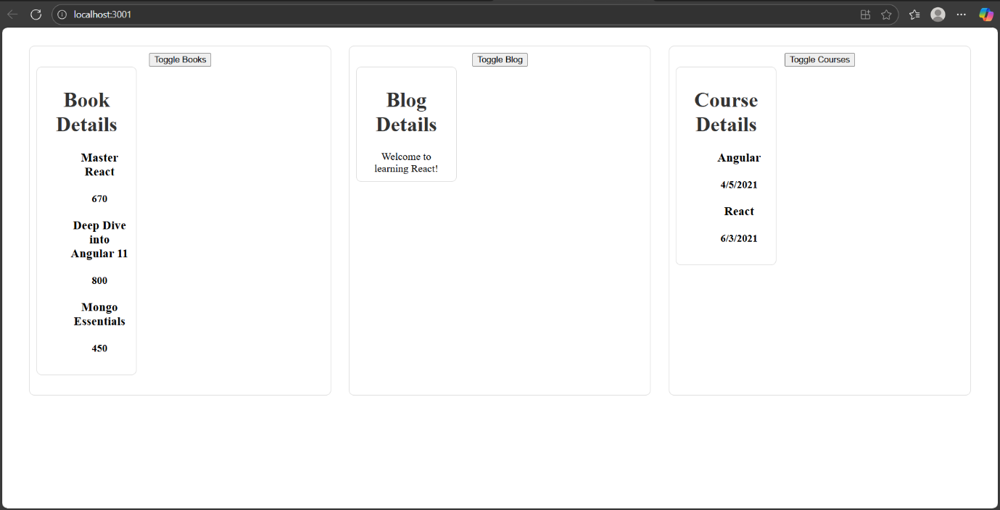 localhost:3001
Toggle Books
Book
Details
Master
React
670
Deep Dive
into
Angular 11
800
Mongo
Essentials
450
Toggle Blog
Blog
Details
Welcome to
learning React!
Toggle Courses
Course
Details
Angular
4/5/2021
React
6/3/2021